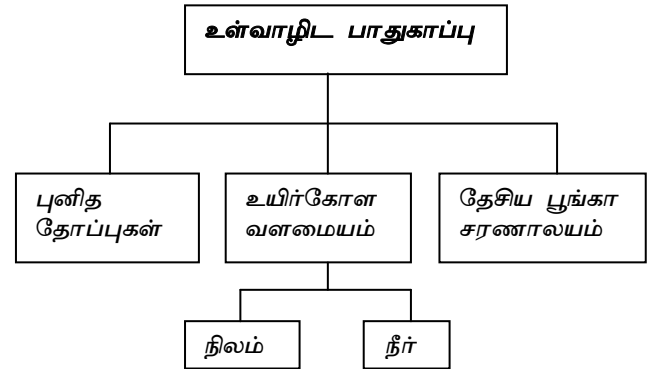 உள்வாழிட பாதுகாப்பு
புனித
தோப்புகள்
உயிர்கோள
வளமையம்
தேசிய பூங்கா
சரணாலயம்
நிலம்
நீர்